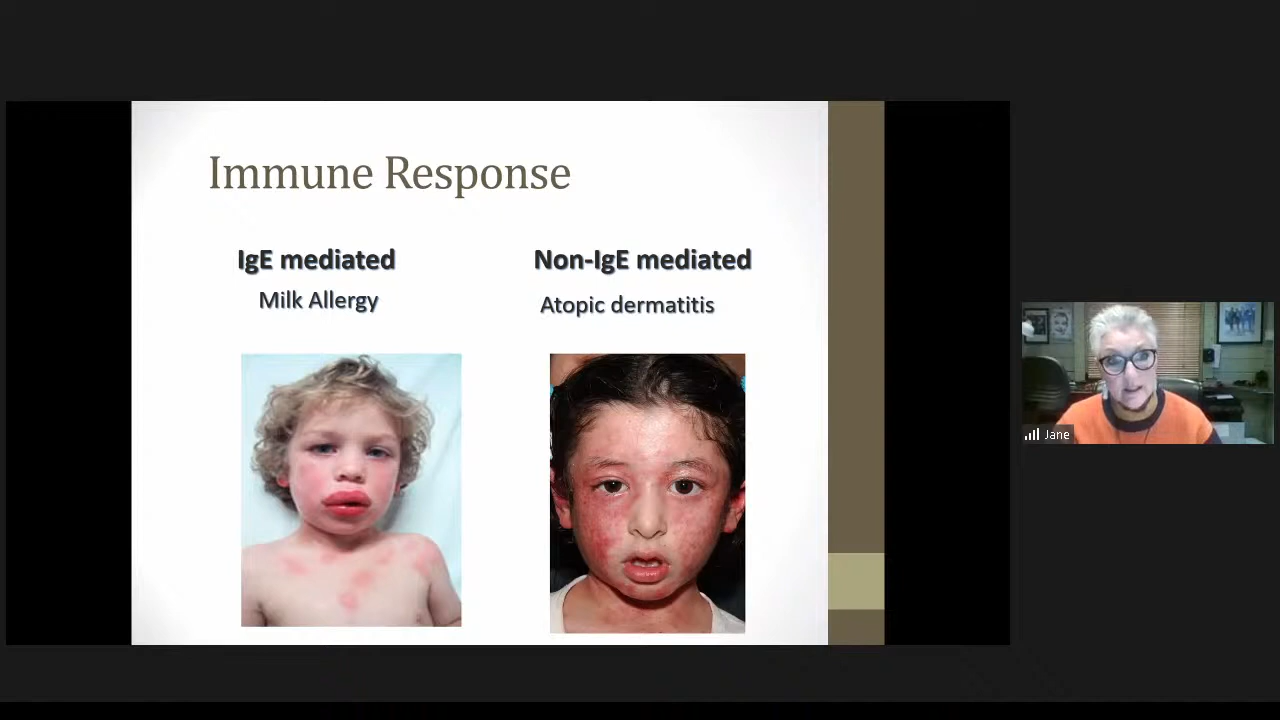 Immune Response
IgE mediated
Non-IgE mediated
Milk Allergy
Atopic dermatitis
Jane